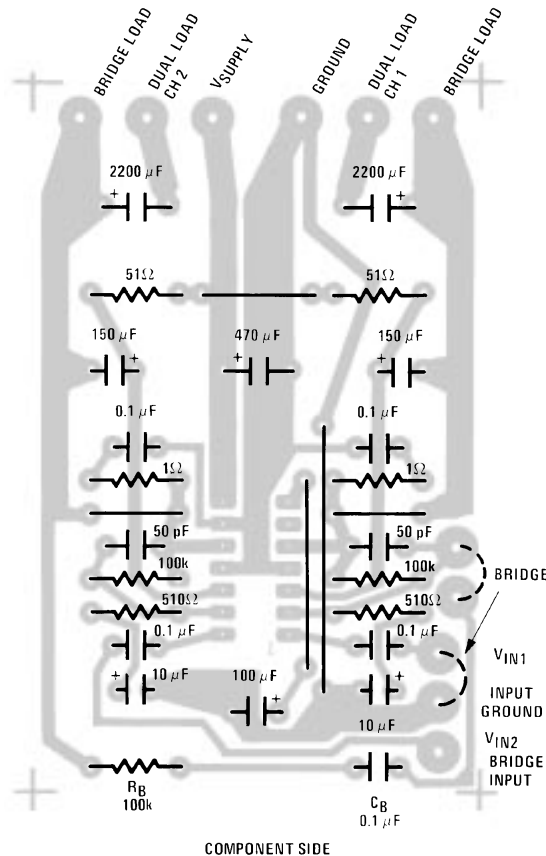 BRIDGE LOAD
DUAL LOAD
CH 2
VSUPPLY
GROUND
DUAL LOAD
CH 1
BRIDGE LOAD
2200 μF
+
2200 μF
+
51Ω
51Ω
150 μF
+
470 μF
+
150 μF
+
0.1 μF
0.1 μF
1Ω
1Ω
50 pF
50 pF
100k
100k
BRIDGE
510Ω
510Ω
0.1 μF
0.1 μF
VIN1
+
10 μF
100 μF
+
+
INPUT
GROUND
10 μF
VIN2
BRIDGE
INPUT
RB
100k
CB
0.1 μF
COMPONENT SIDE